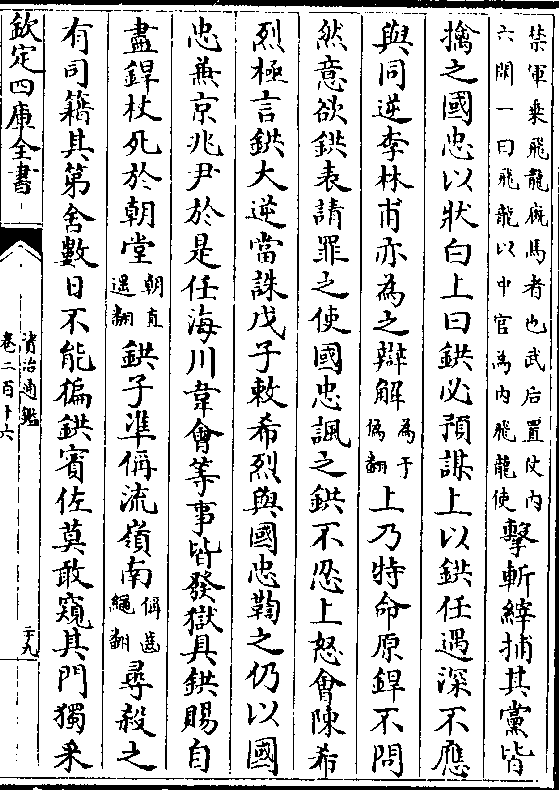 禁軍乗飛龍廐馬者也武后置仗内
六閑一曰飛龍以中官為内飛龍使
擊斬縡捕其黨皆
擒之國忠以狀白上曰鉷必預謀上以鉷任遇深不應
與同逆李林甫亦為之辯解
為于
偽翻
上乃特命原銲不問
然意欲鉷表請罪之使國忠諷之鉷不忍上怒會陳希
烈極言鉷大逆當誅戊子敕希烈與國忠鞫之仍以國
忠兼京兆尹於是任海川韋會等事皆發獄具鉷賜自
盡銲杖死於朝堂
朝直
遥翻
鉷子凖偁流嶺南
偁齒
繩翻
尋殺之
有司籍其第舍數日不能徧鉷賓佐莫敢窺其門獨采
欽定四庫全書
資治通鑑
卷二百十六
二十九